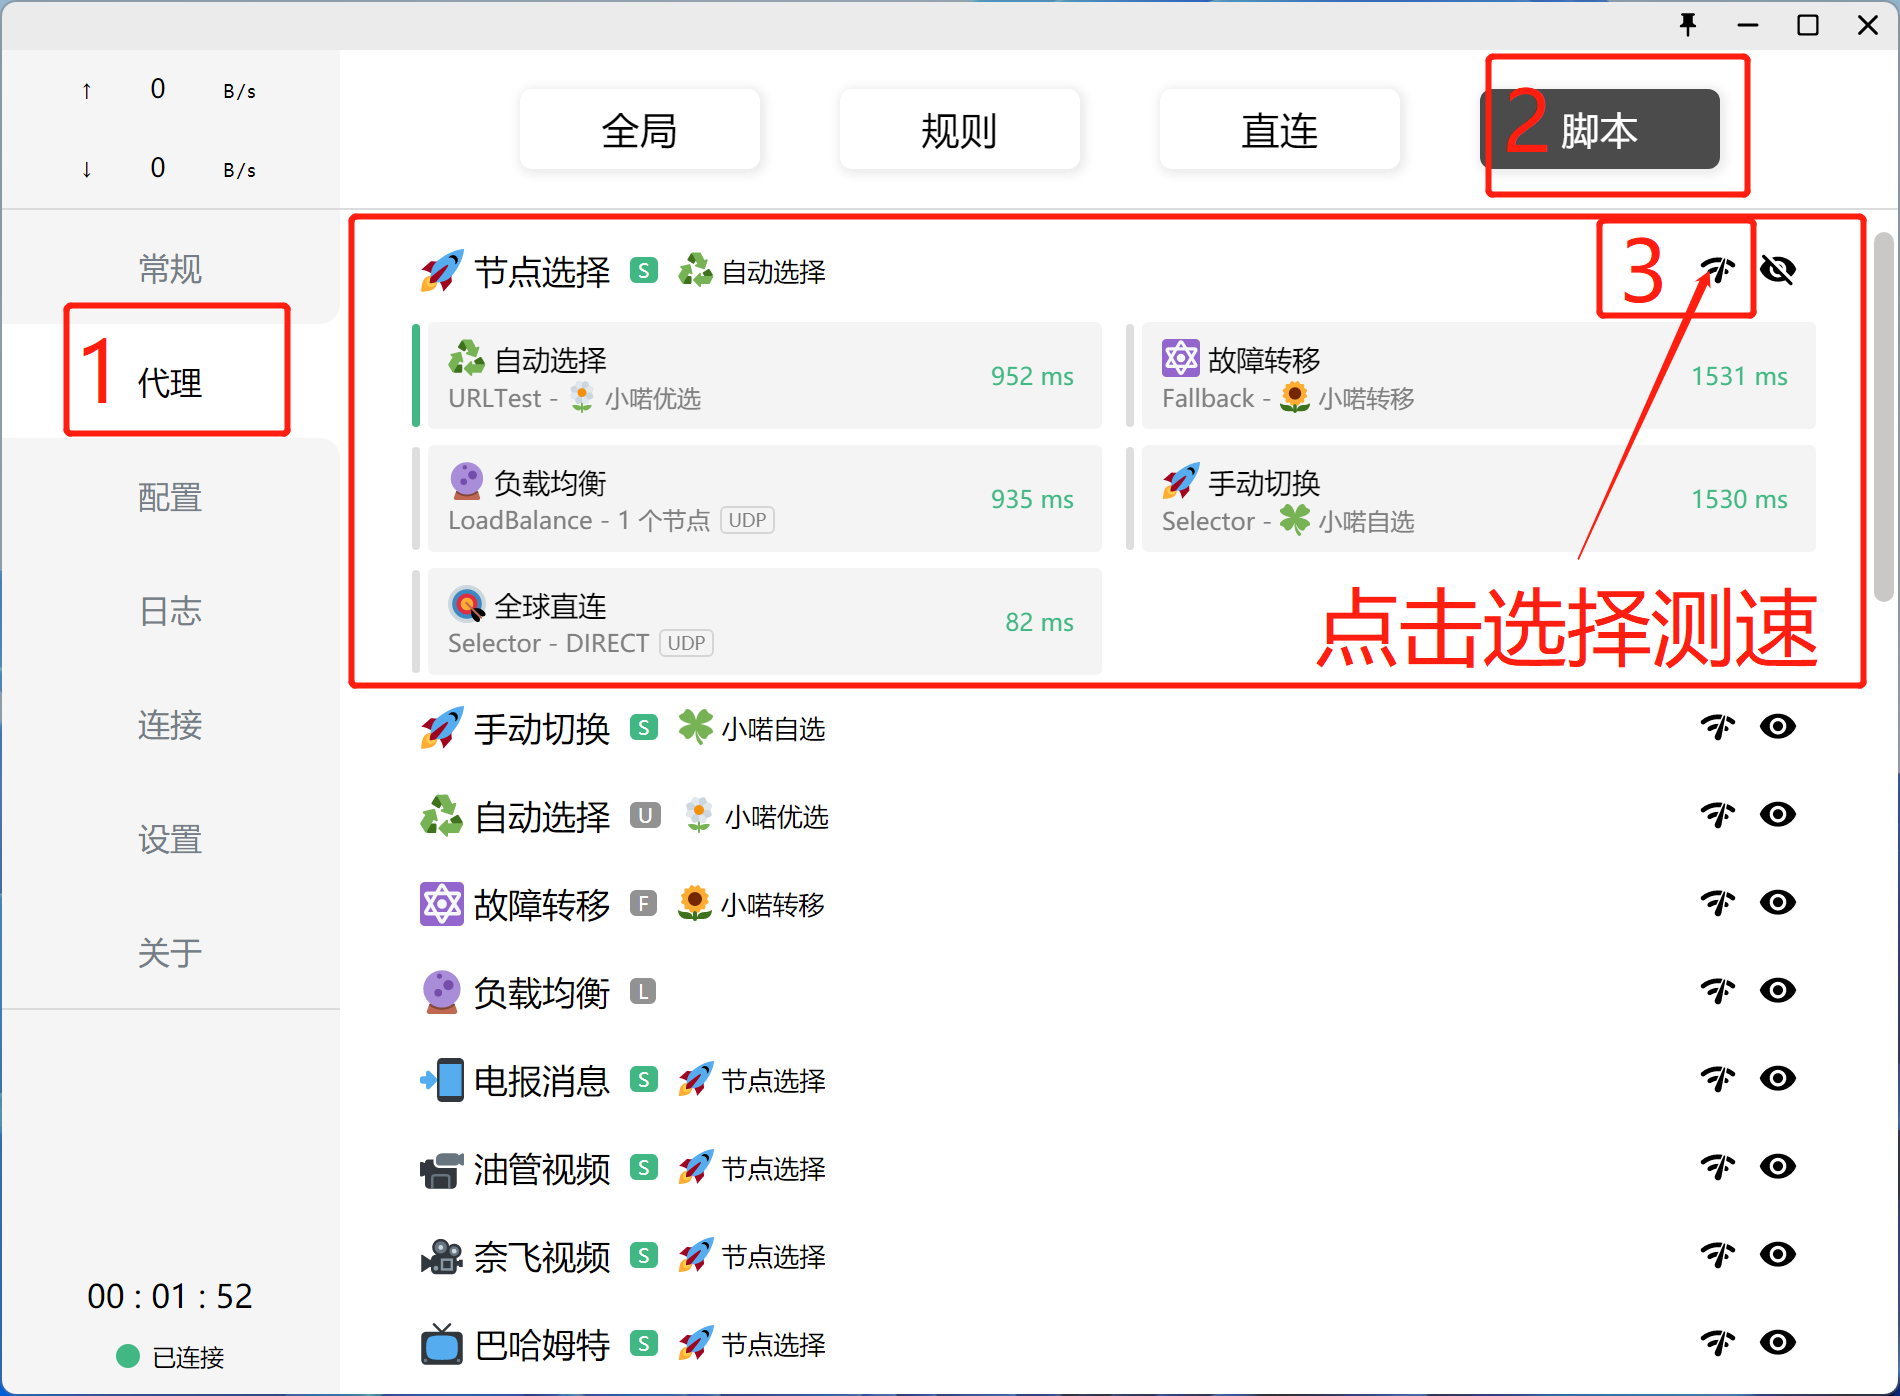 ↑ 0 B/s
↓ 0 B/s
全局 规则 直连 2 脚本
常规
1 代理
配置
日志
连接
设置
关于
00 : 01 : 52
已连接
节点选择 S 自动选择 3
自动选择
URLTest - 小喏优选
952 ms
故障转移
Fallback - 小喏转移
1531 ms
负载均衡
LoadBalance - 1 个节点 UDP
935 ms
手动切换
Selector - 小喏自选
1530 ms
全球直连
Selector - DIRECT UDP
82 ms
点击选择测速
手动切换 S 小喏自选
自动选择 U 小喏优选
故障转移 F 小喏转移
负载均衡 L
电报消息 S 节点选择
油管视频 S 节点选择
奈飞视频 S 节点选择
巴哈姆特 S 节点选择